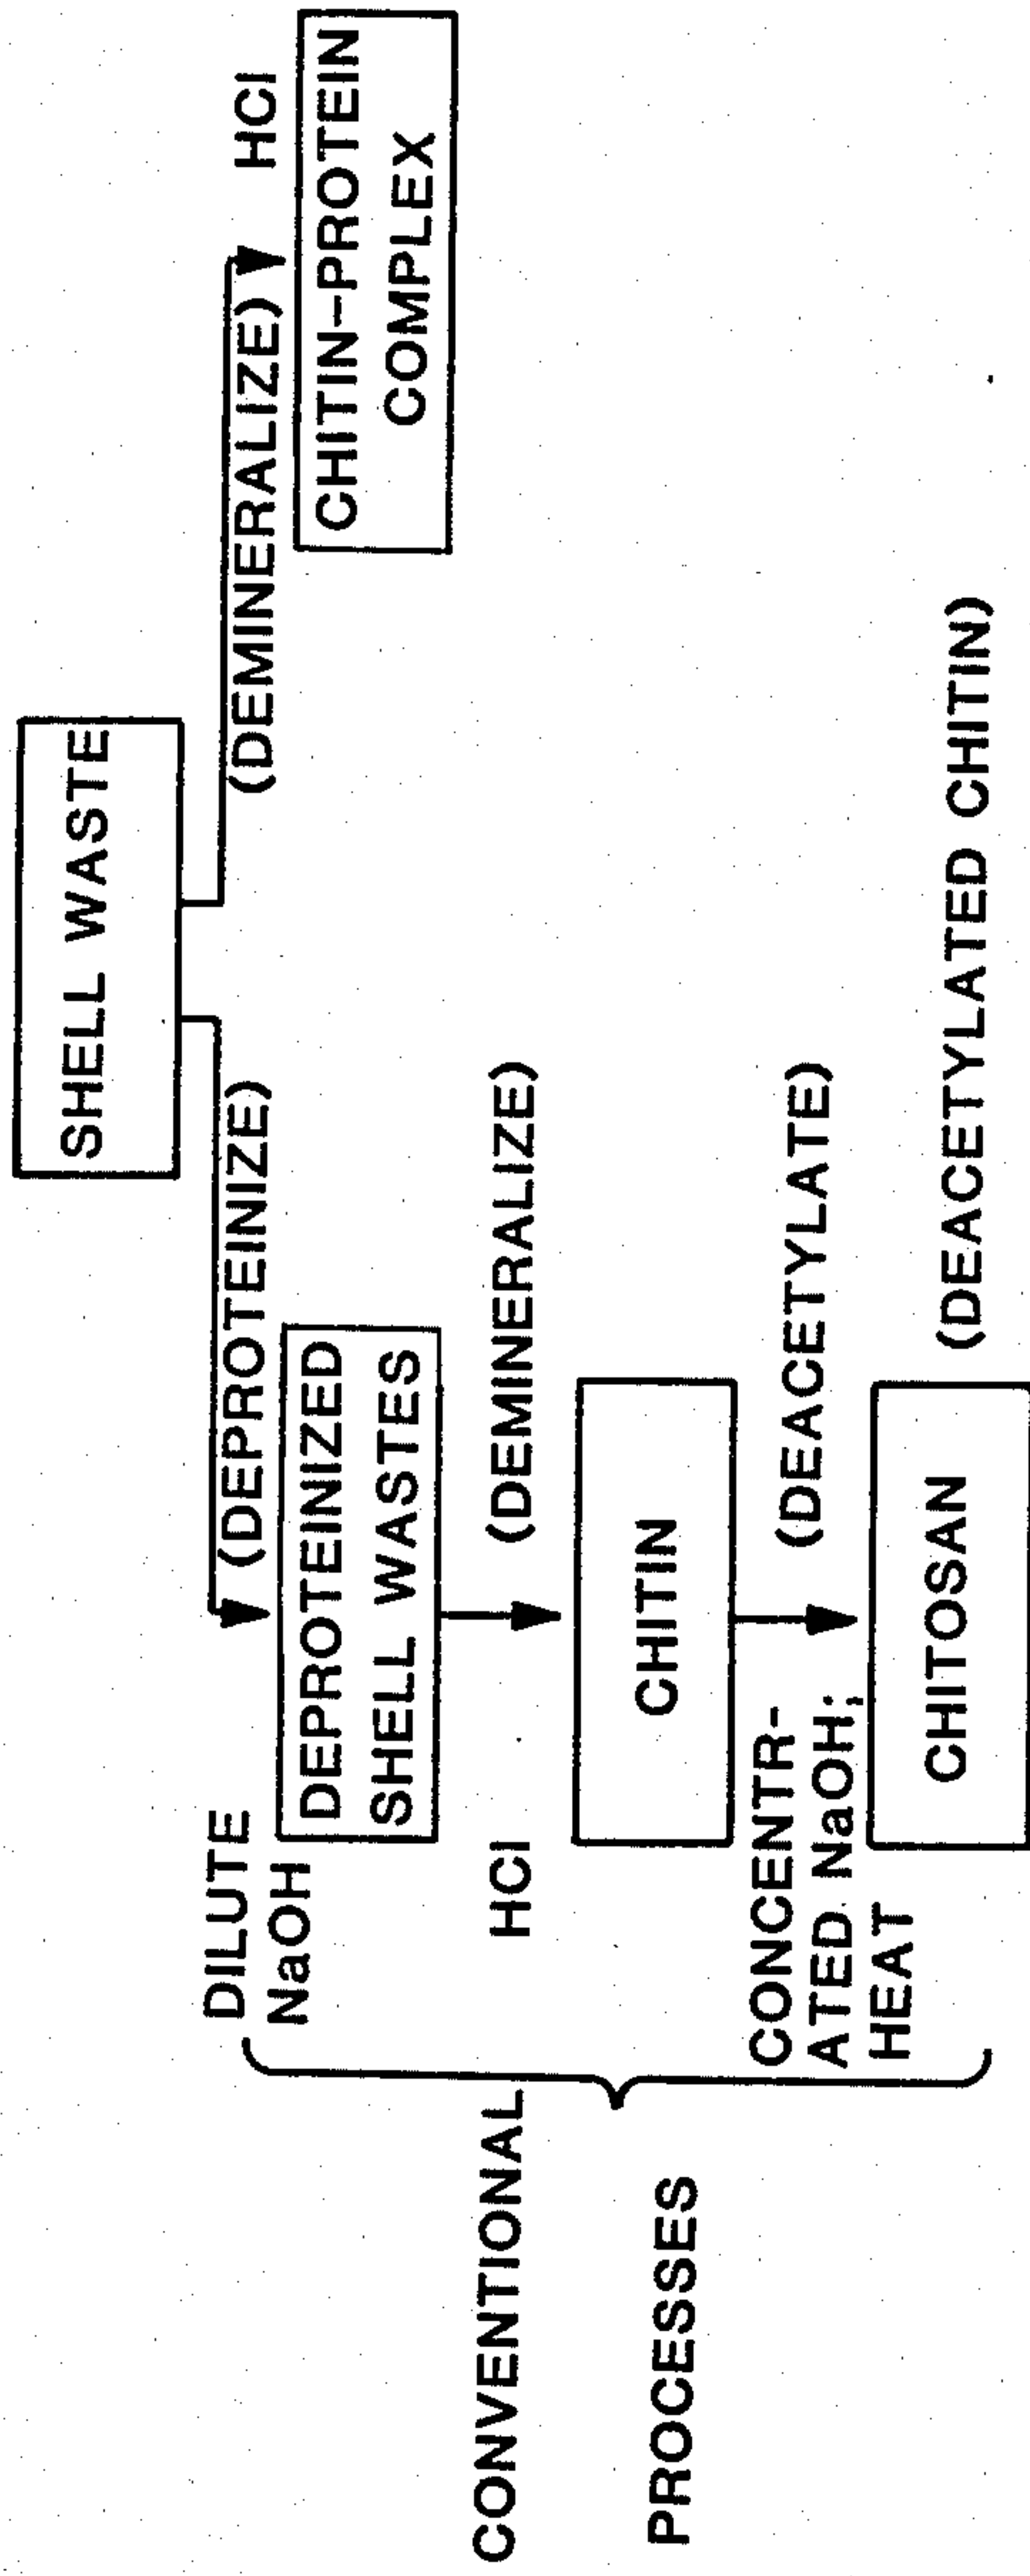 SHELL WASTE
DILUTE
NaOH
(DEPROTEINIZE)
(DEMINERALIZE)
HCl
DEPROTEINIZED
SHELL WASTES
CHITIN-PROTEIN
COMPLEX
CONVENTIONAL
PROCESSES
HCl
(DEMINERALIZE)
CHITIN
CONCENTR-
ATED NaOH;
HEAT
(DEACETYLATE)
CHITOSAN
(DEACETYLATED CHITIN)